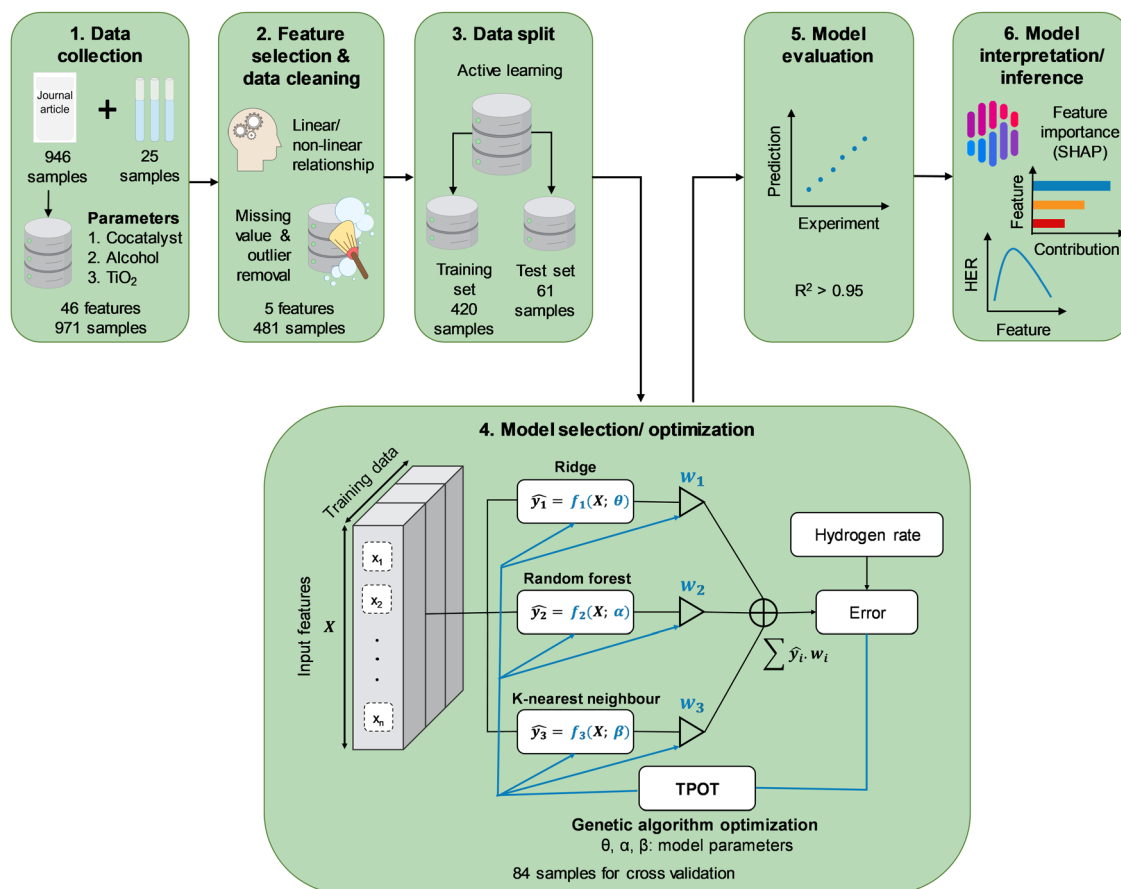 1. Data
collection
Journal
article
+
946
samples
25
samples
Parameters
1. Cocatalyst
2. Alcohol
3. TiO₂
46 features
971 samples
2. Feature
selection &
data cleaning
Linear/
non-linear
relationship
Missing
value &
outlier
removal
5 features
481 samples
3. Data split
Active learning
Training
set
420
samples
Test set
61
samples
5. Model
evaluation
Prediction
Experiment
R² > 0.95
6. Model
interpretation/
inference
Feature
importance
(SHAP)
Feature
Contribution
HER
Feature
4. Model selection/ optimization
Training data
Input features
X
x₁
x₂
xₙ
Ridge
ŷ₁ = f₁(X; θ)
w₁
Random forest
ŷ₂ = f₂(X; α)
w₂
K-nearest neighbour
ŷ₃ = f₃(X; β)
w₃
∑ ŷᵢ. wᵢ
Hydrogen rate
Error
TPOT
Genetic algorithm optimization
θ, α, β: model parameters
84 samples for cross validation